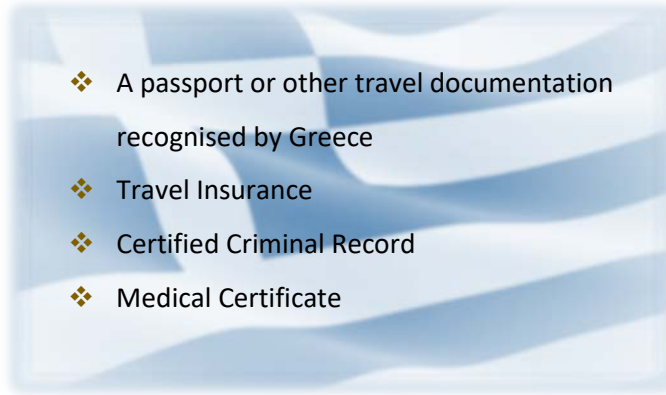 ❖ A passport or other travel documentation
recognised by Greece
❖ Travel Insurance
❖ Certified Criminal Record
❖ Medical Certificate